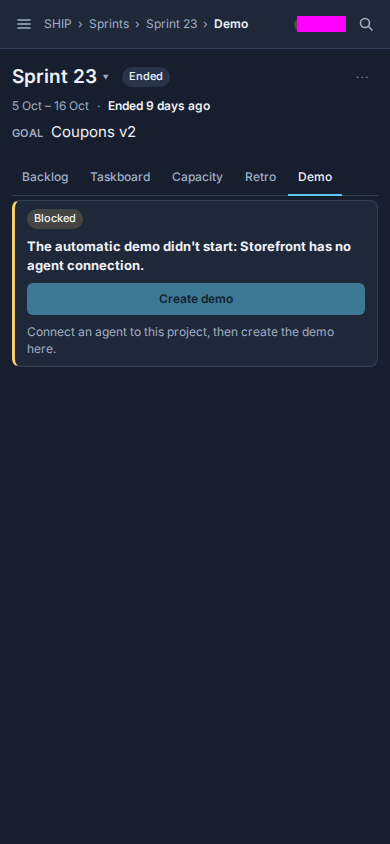 SHIP › Sprints › Sprint 23 › Demo
Sprint 23 ▾ Ended ...
5 Oct – 16 Oct · Ended 9 days ago
GOAL Coupons v2
Backlog Taskboard Capacity Retro Demo
Blocked
The automatic demo didn't start: Storefront has no
agent connection.
Create demo
Connect an agent to this project, then create the demo
here.